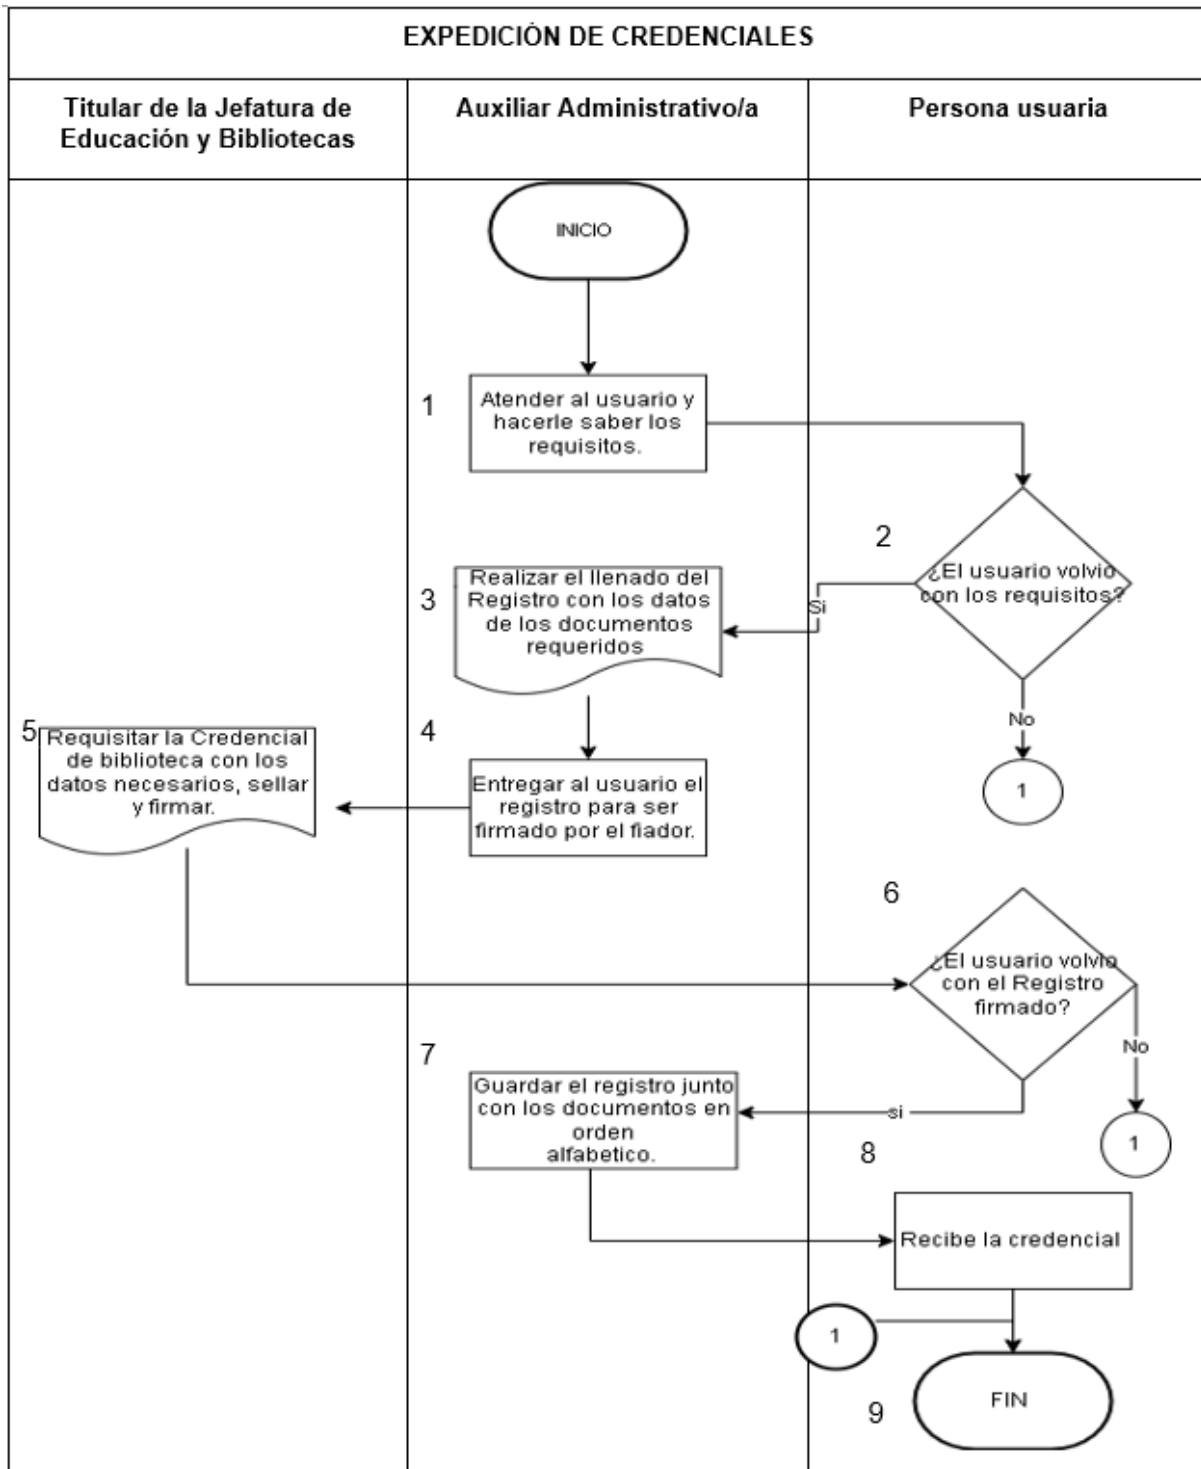 EXPEDICIÓN DE CREDENCIALES
Titular de la Jefatura de
Educación y Bibliotecas
Auxiliar Administrativo/a
Persona usuaria
INICIO
1
Atender al usuario y
hacerle saber los
requisitos.
2
¿El usuario volvio
con los requisitos?
Si
No
1
3
Realizar el llenado del
Registro con los datos
de los documentos
requeridos
4
Entregar al usuario el
registro para ser
firmado por el fiador.
5
Requisitar la Credencial
de biblioteca con los
datos necesarios, sellar
y firmar.
6
¿El usuario volvio
con el Registro
firmado?
No
1
si
7
Guardar el registro junto
con los documentos en
orden
alfabetico.
8
Recibe la credencial
1
9
FIN